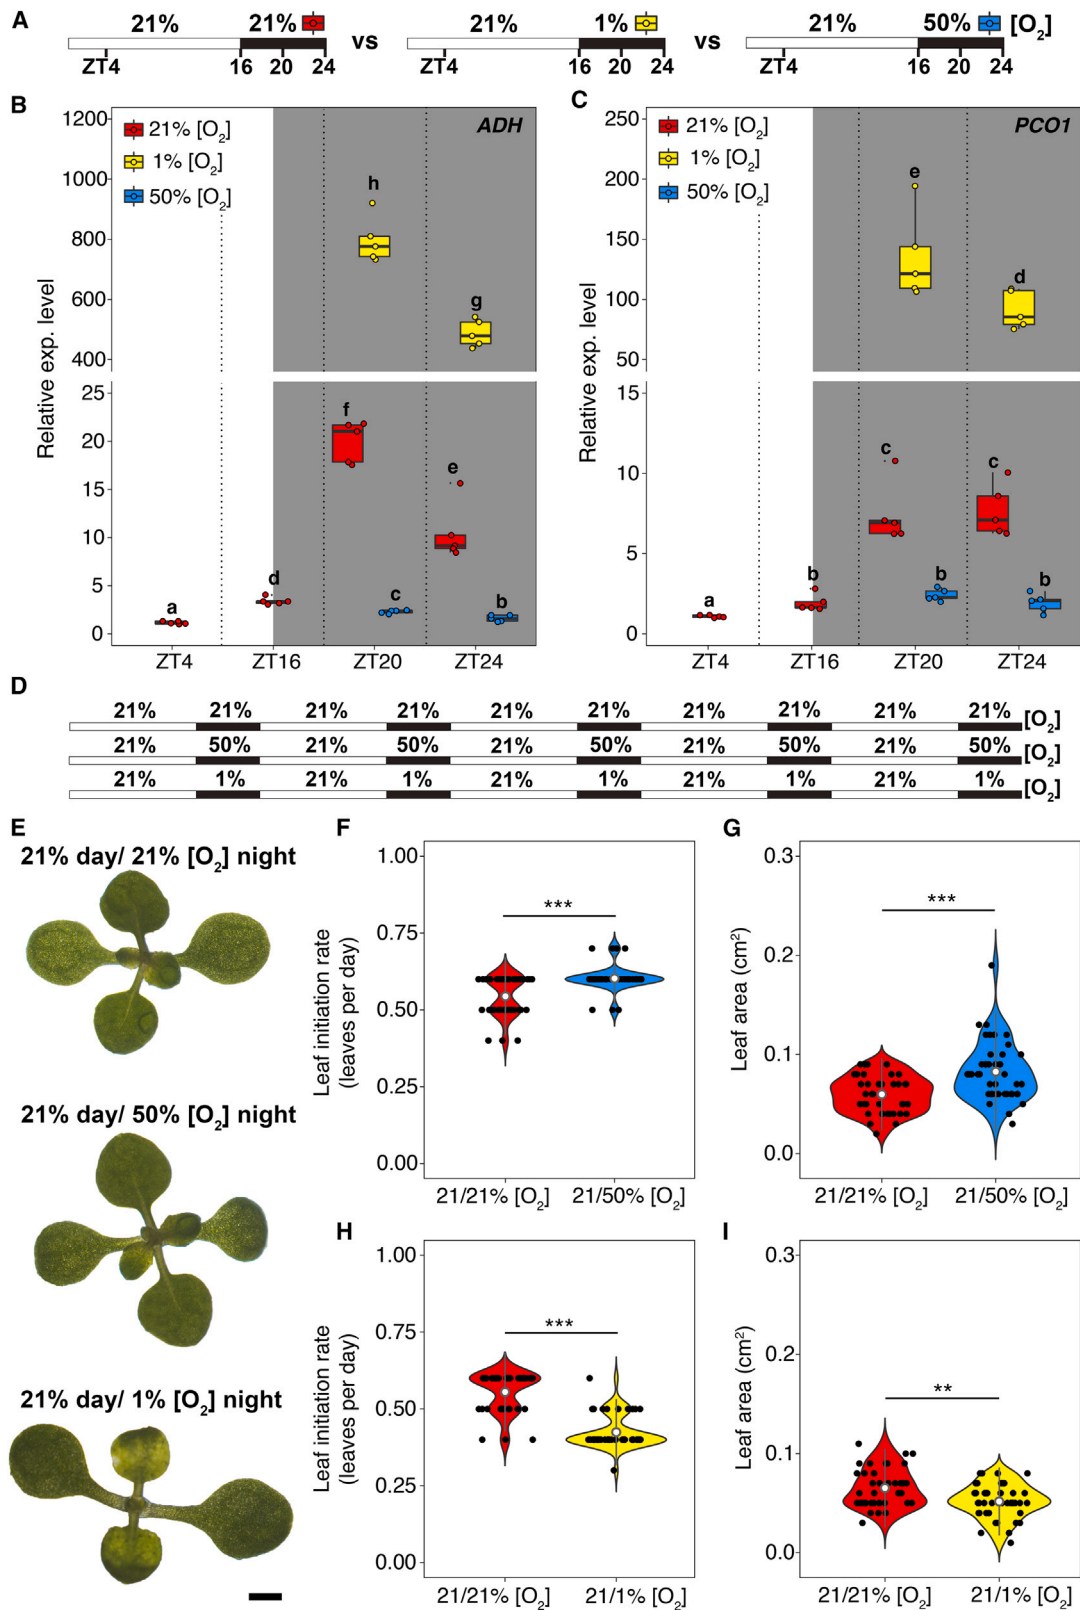 A
21% 21% vs 21% 1% vs 21% 50% [O2]
ZT4 16 20 24 ZT4 16 20 24 ZT4 16 20 24
B
ADH
21% [O2]
1% [O2]
50% [O2]
Relative exp. level
1200
1000
800
600
400
25
20
15
10
5
0
a d f h c e g b
ZT4 ZT16 ZT20 ZT24
C
PCO1
21% [O2]
1% [O2]
50% [O2]
Relative exp. level
250
200
150
100
50
15
10
5
0
a b c e b c d b
ZT4 ZT16 ZT20 ZT24
D
21% 21% 21% 21% 21% 21% 21% 21% 21% 21% [O2]
21% 50% 21% 50% 21% 50% 21% 50% 21% 50% [O2]
21% 1% 21% 1% 21% 1% 21% 1% 21% 1% [O2]
E
21% day/ 21% [O2] night
21% day/ 50% [O2] night
21% day/ 1% [O2] night
F
Leaf initiation rate
(leaves per day)
1.00
0.75
0.50
0.25
0.00
***
21/21% [O2] 21/50% [O2]
G
Leaf area (cm²)
0.3
0.2
0.1
0.0
***
21/21% [O2] 21/50% [O2]
H
Leaf initiation rate
(leaves per day)
1.00
0.75
0.50
0.25
0.00
***
21/21% [O2] 21/1% [O2]
I
Leaf area (cm²)
0.3
0.2
0.1
0.0
**
21/21% [O2] 21/1% [O2]